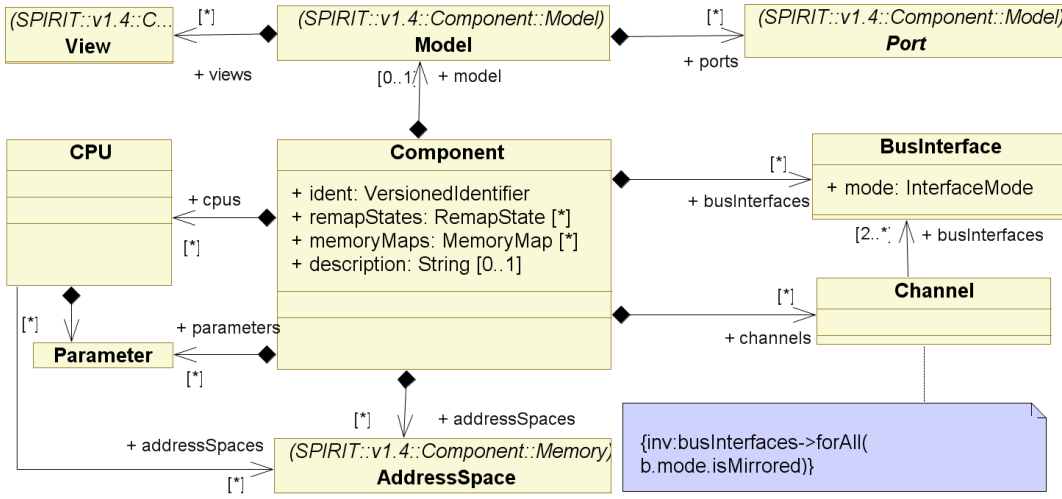 (SPIRIT::v1.4::C...
View
[*]
+ views
(SPIRIT::v1.4::Component::Model)
Model
[0..1]
+ model
[*]
+ ports
(SPIRIT::v1.4::Component::Model)
Port
CPU
+ cpus
[*]
Component
+ ident: VersionedIdentifier
+ remapStates: RemapState [*]
+ memoryMaps: MemoryMap [*]
+ description: String [0..1]
[*]
+ busInterfaces
BusInterface
+ mode: InterfaceMode
[2..*]
+ busInterfaces
Channel
[*]
+ channels
[*]
Parameter
+ parameters
[*]
[*]
+ addressSpaces
+ addressSpaces
[*]
(SPIRIT::v1.4::Component::Memory)
AddressSpace
{inv:busInterfaces->forAll(
b.mode.isMirrored)}